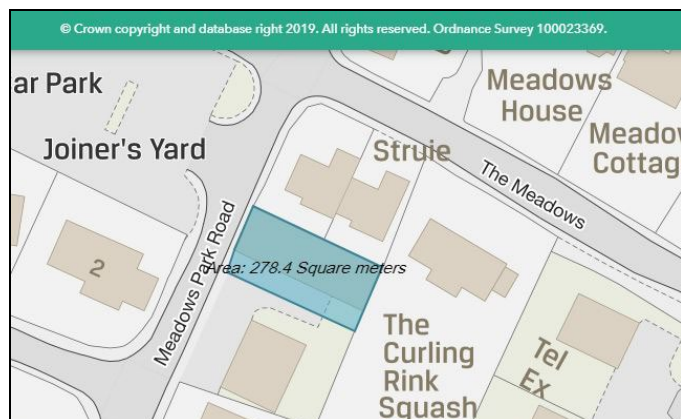 © Crown copyright and database right 2019. All rights reserved. Ordnance Survey 100023369.
ar Park
Meadows
House
Joiner's Yard
Struie
Meadow
Cottag
The Meadows
Meadows Park Road
2
Area: 278.4 Square meters
The
Curling
Rink
Squash
Tel
Ex